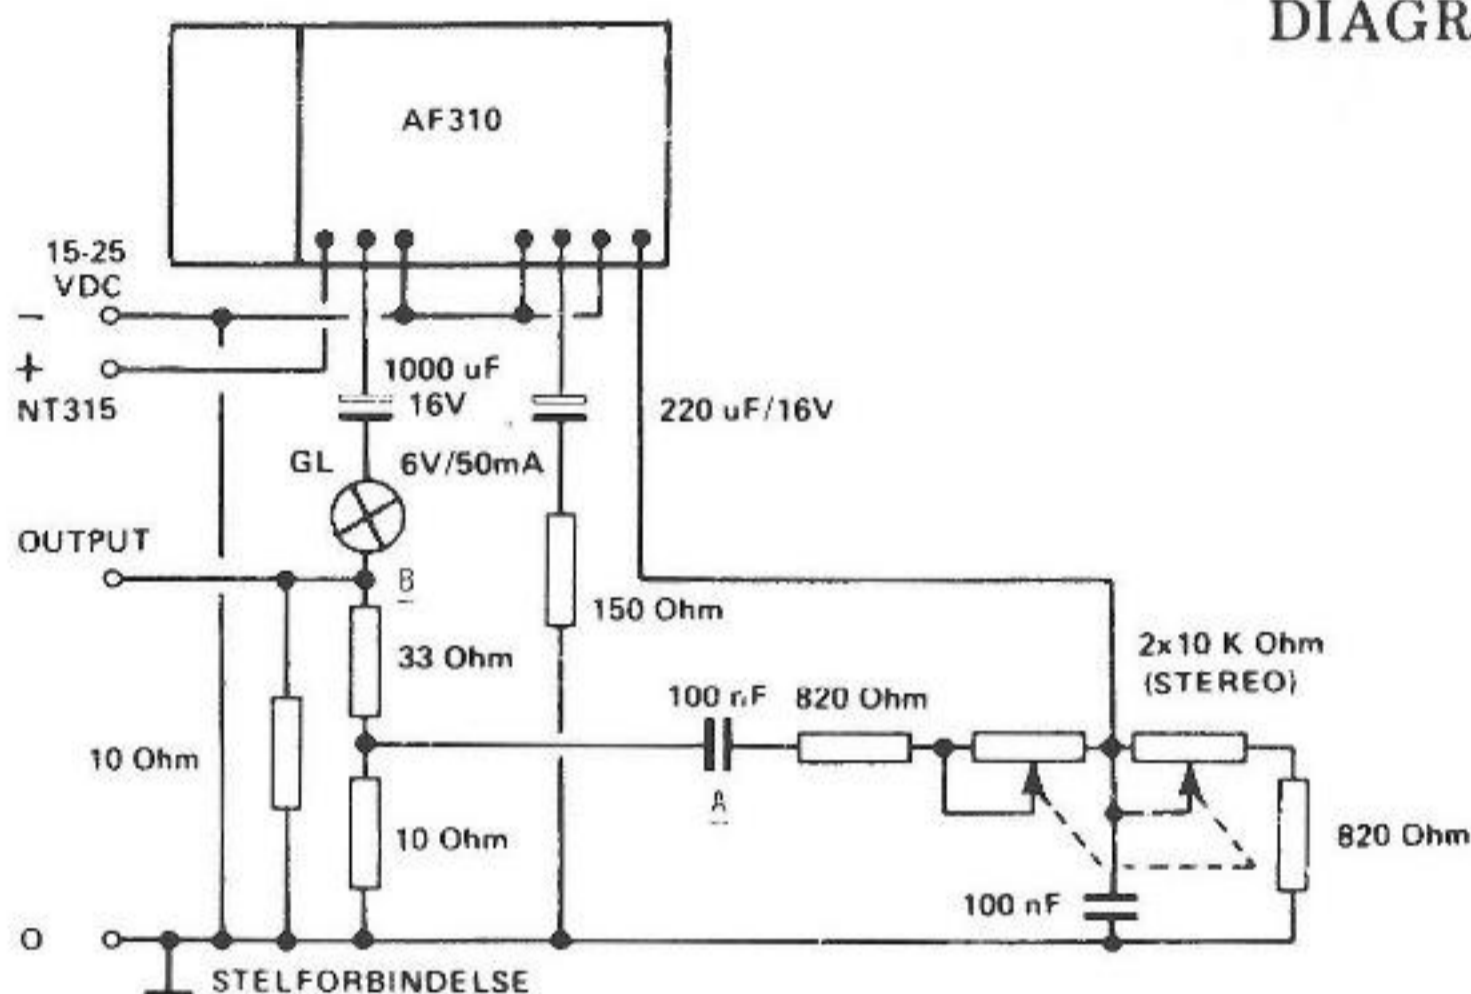 DIAGR
AF310
15-25
VDC
−
+
NT315
1000 uF
16V
220 uF/16V
GL 6V/50mA
OUTPUT
B
150 Ohm
33 Ohm
2x10 K Ohm
(STEREO)
100 nF 820 Ohm
10 Ohm
A
10 Ohm
820 Ohm
100 nF
O
STELFORBINDELSE